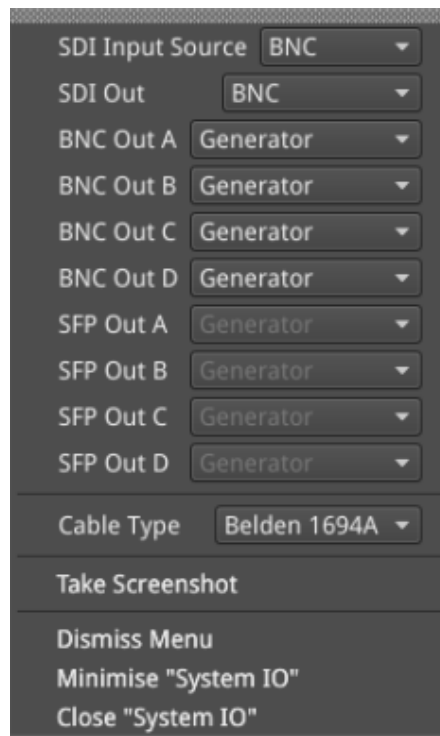 SDI Input Source BNC
SDI Out BNC
BNC Out A Generator
BNC Out B Generator
BNC Out C Generator
BNC Out D Generator
SFP Out A Generator
SFP Out B Generator
SFP Out C Generator
SFP Out D Generator
Cable Type Belden 1694A
Take Screenshot
Dismiss Menu
Minimise "System IO"
Close "System IO"